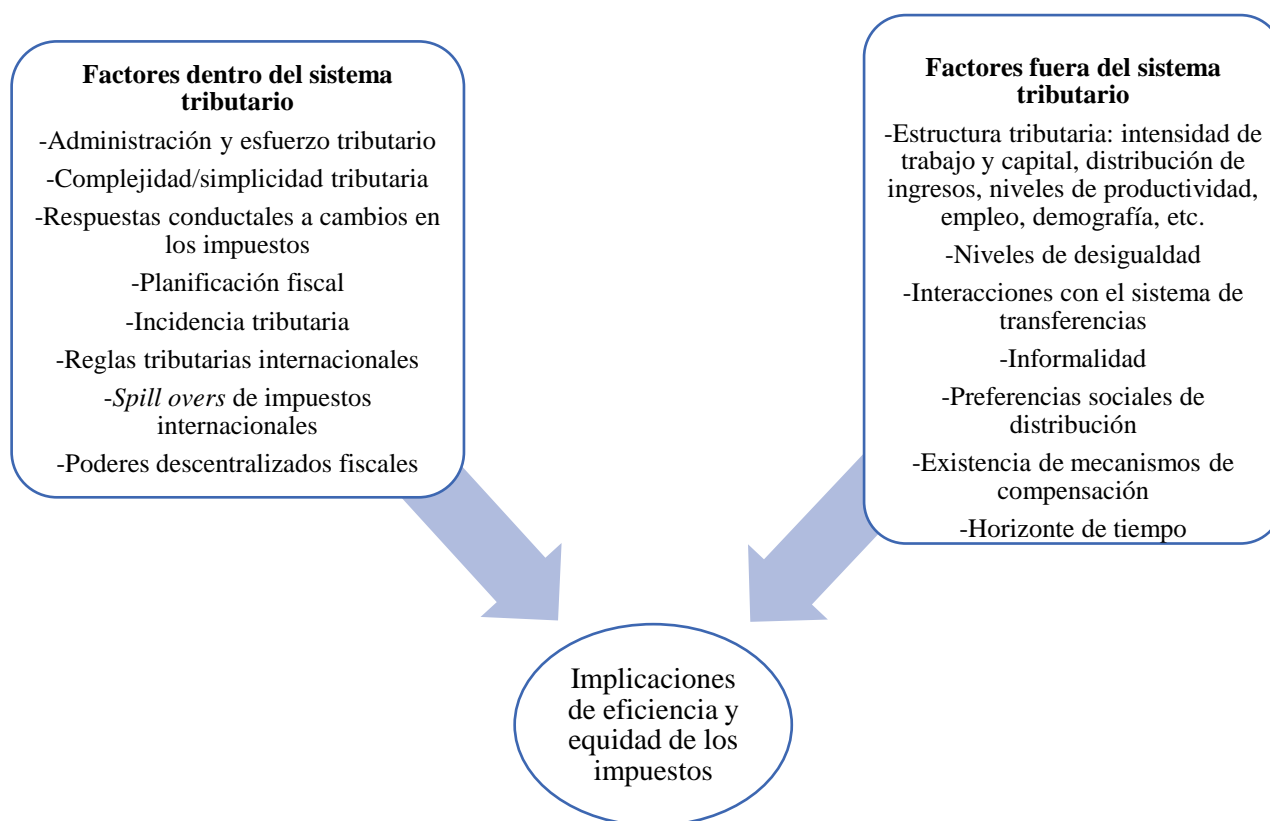 Factores dentro del sistema
tributario
-Administración y esfuerzo tributario
-Complejidad/simplicidad tributaria
-Respuestas conductales a cambios en
los impuestos
-Planificación fiscal
-Incidencia tributaria
-Reglas tributarias internacionales
-Spill overs de impuestos
internacionales
-Poderes descentralizados fiscales
Factores fuera del sistema
tributario
-Estructura tributaria: intensidad de
trabajo y capital, distribución de
ingresos, niveles de productividad,
empleo, demografía, etc.
-Niveles de desigualdad
-Interacciones con el sistema de
transferencias
-Informalidad
-Preferencias sociales de
distribución
-Existencia de mecanismos de
compensación
-Horizonte de tiempo
Implicaciones
de eficiencia y
equidad de los
impuestos